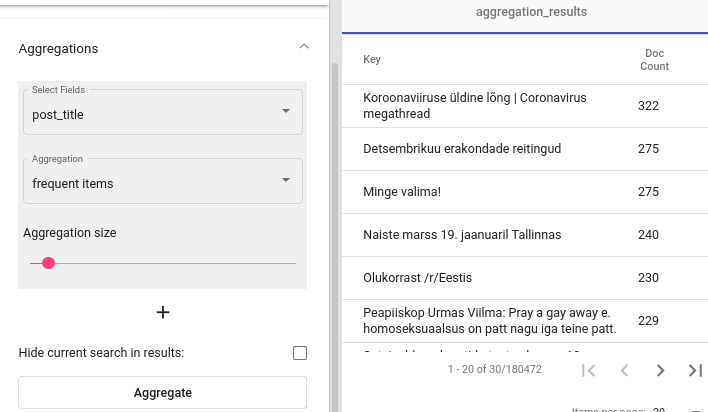 Aggregations
Select Fields
post_title
Aggregation
frequent items
Aggregation size
+
Hide current search in results:
Aggregate
aggregation_results
Key
Doc
Count
Koroonaviiruse üldine lõng | Coronavirus
megathread
322
Detsembrikuu erakondade reitingud
275
Minge valima!
275
Naiste marss 19. jaanuaril Tallinnas
240
Olukorrast /r/Eestis
230
Peapiiskop Urmas Viilma: Pray a gay away e.
homoseksuaalsus on patt nagu iga teine patt.
229
1 - 20 of 30/180472
Items per page: 20